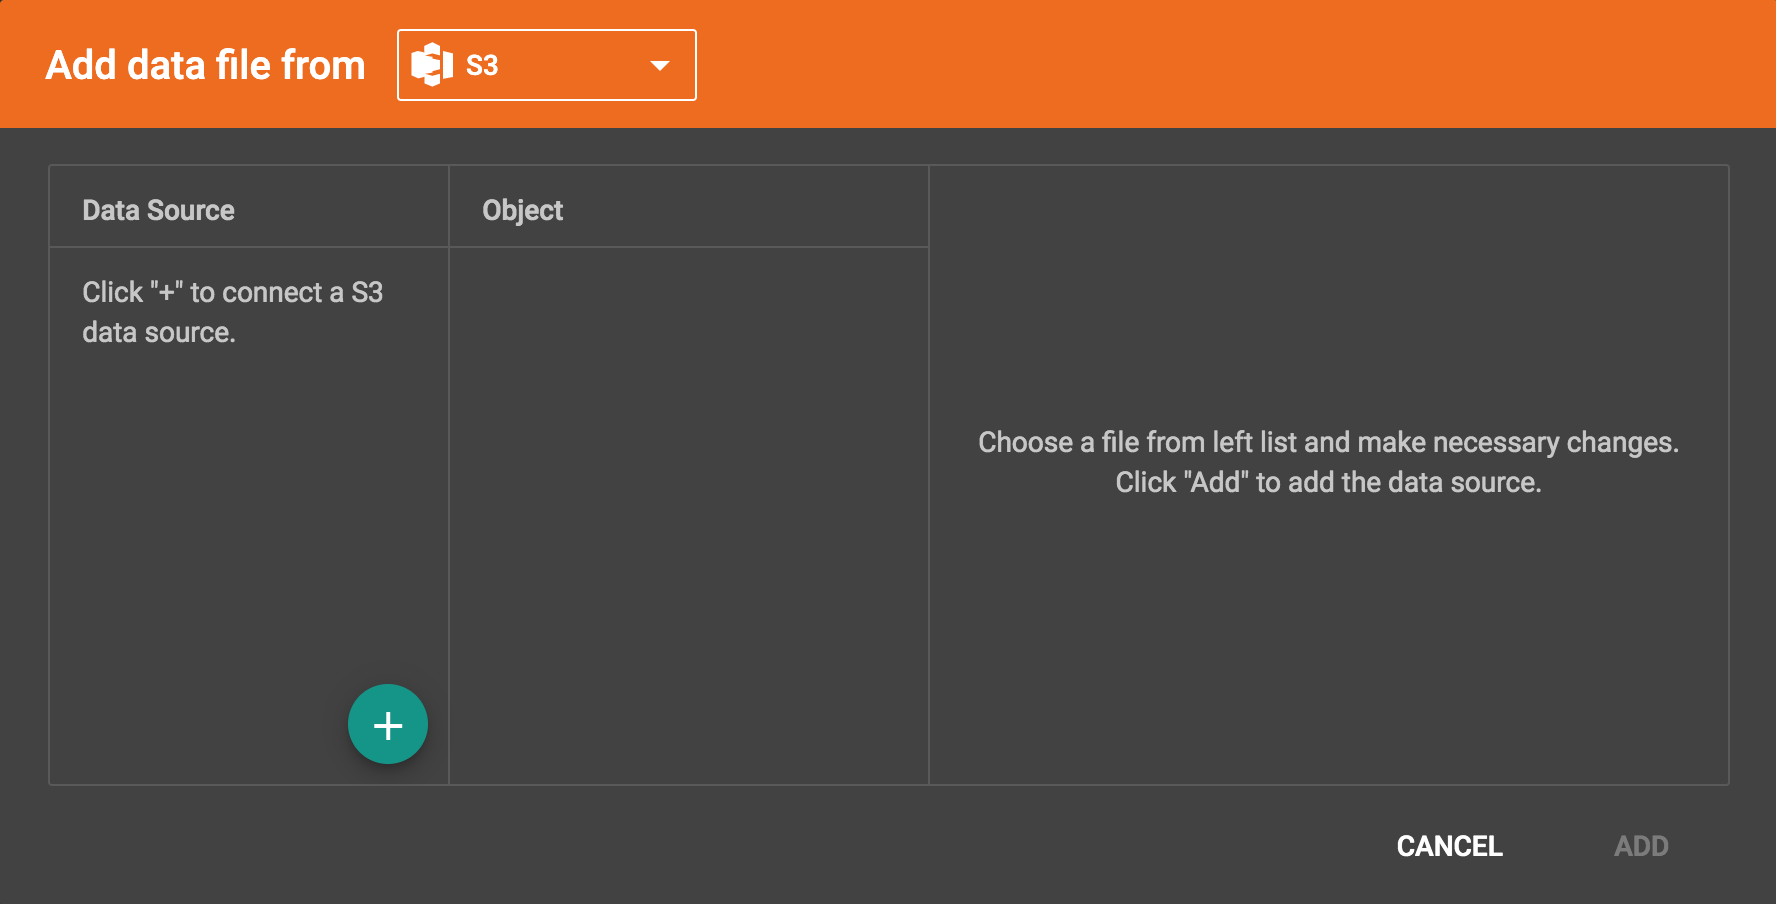 Add data file from
S3
Data Source
Object
Click "+" to connect a S3
data source.
Choose a file from left list and make necessary changes.
Click "Add" to add the data source.
+
CANCEL
ADD